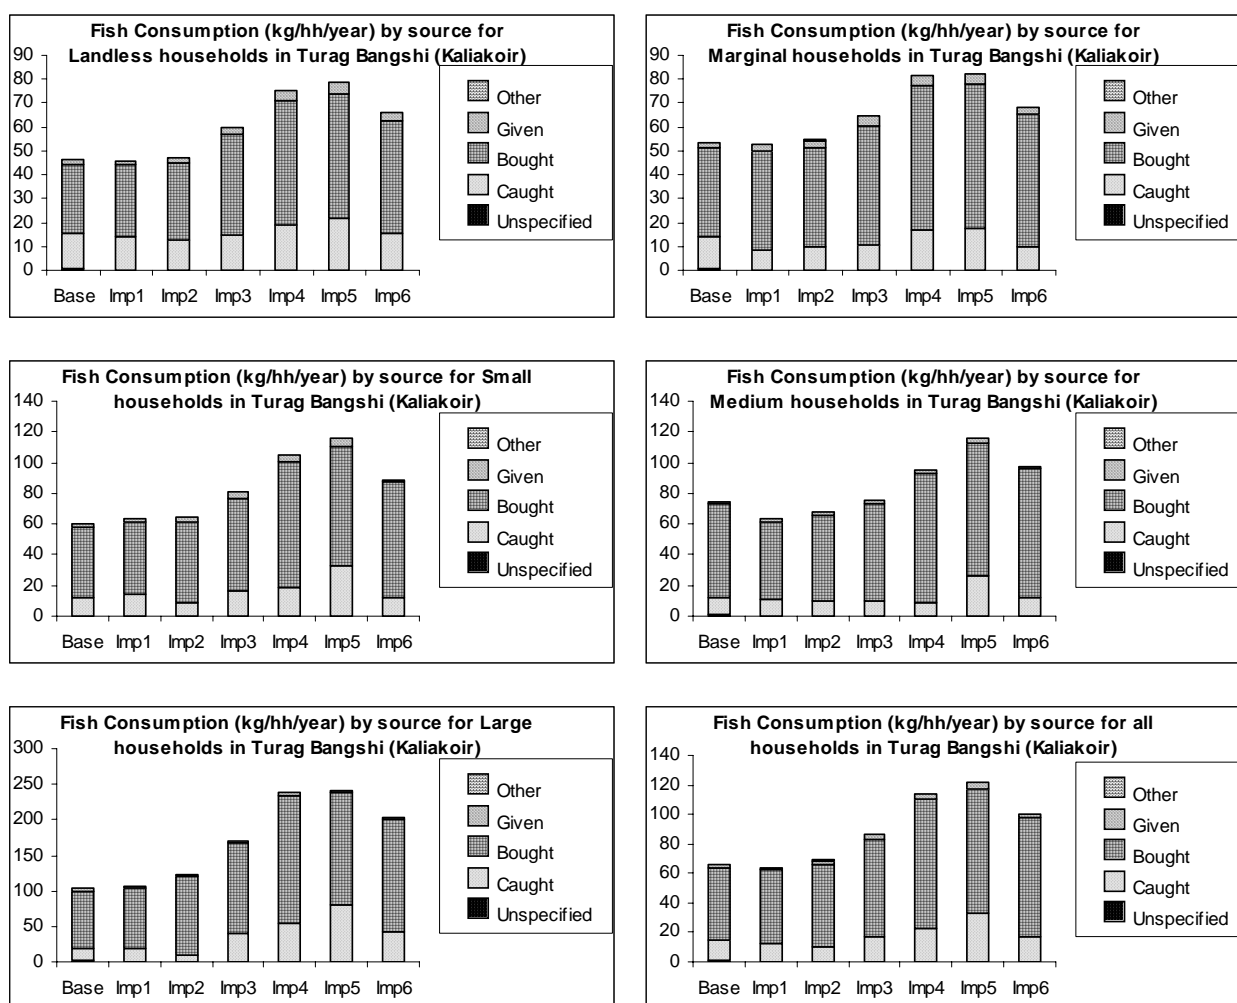 Fish Consumption (kg/hh/year) by source for
Landless households in Turag Bangshi (Kaliakoir)
90
80
70
60
50
40
30
20
10
0
Base Imp1 Imp2 Imp3 Imp4 Imp5 Imp6
Other
Given
Bought
Caught
Unspecified
Fish Consumption (kg/hh/year) by source for
Marginal households in Turag Bangshi (Kaliakoir)
90
80
70
60
50
40
30
20
10
0
Base Imp1 Imp2 Imp3 Imp4 Imp5 Imp6
Other
Given
Bought
Caught
Unspecified
Fish Consumption (kg/hh/year) by source for Small
households in Turag Bangshi (Kaliakoir)
140
120
100
80
60
40
20
0
Base Imp1 Imp2 Imp3 Imp4 Imp5 Imp6
Other
Given
Bought
Caught
Unspecified
Fish Consumption (kg/hh/year) by source for
Medium households in Turag Bangshi (Kaliakoir)
140
120
100
80
60
40
20
0
Base Imp1 Imp2 Imp3 Imp4 Imp5 Imp6
Other
Given
Bought
Caught
Unspecified
Fish Consumption (kg/hh/year) by source for Large
households in Turag Bangshi (Kaliakoir)
300
250
200
150
100
50
0
Base Imp1 Imp2 Imp3 Imp4 Imp5 Imp6
Other
Given
Bought
Caught
Unspecified
Fish Consumption (kg/hh/year) by source for all
households in Turag Bangshi (Kaliakoir)
140
120
100
80
60
40
20
0
Base Imp1 Imp2 Imp3 Imp4 Imp5 Imp6
Other
Given
Bought
Caught
Unspecified